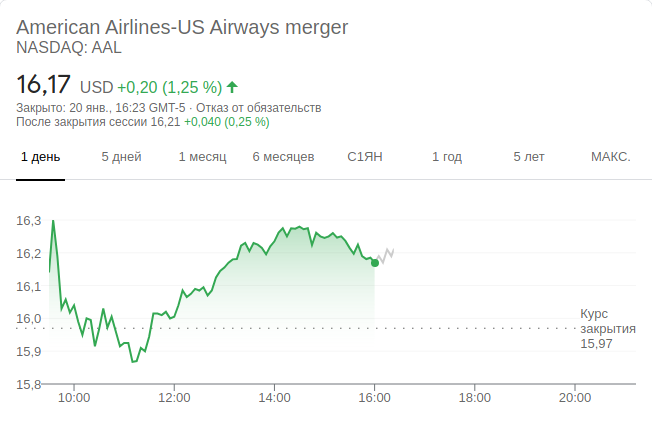 American Airlines-US Airways merger
NASDAQ: AAL
16,17 USD +0,20 (1,25 %)
Закрыто: 20 янв., 16:23 GMT-5 · Отказ от обязательств
После закрытия сессии 16,21 +0,040 (0,25 %)
1 день 5 дней 1 месяц 6 месяцев С1ЯН 1 год 5 лет МАКС.
16,3
16,2
16,1
16,0
15,9
15,8
Курс
закрытия
15,97
10:00 12:00 14:00 16:00 18:00 20:00